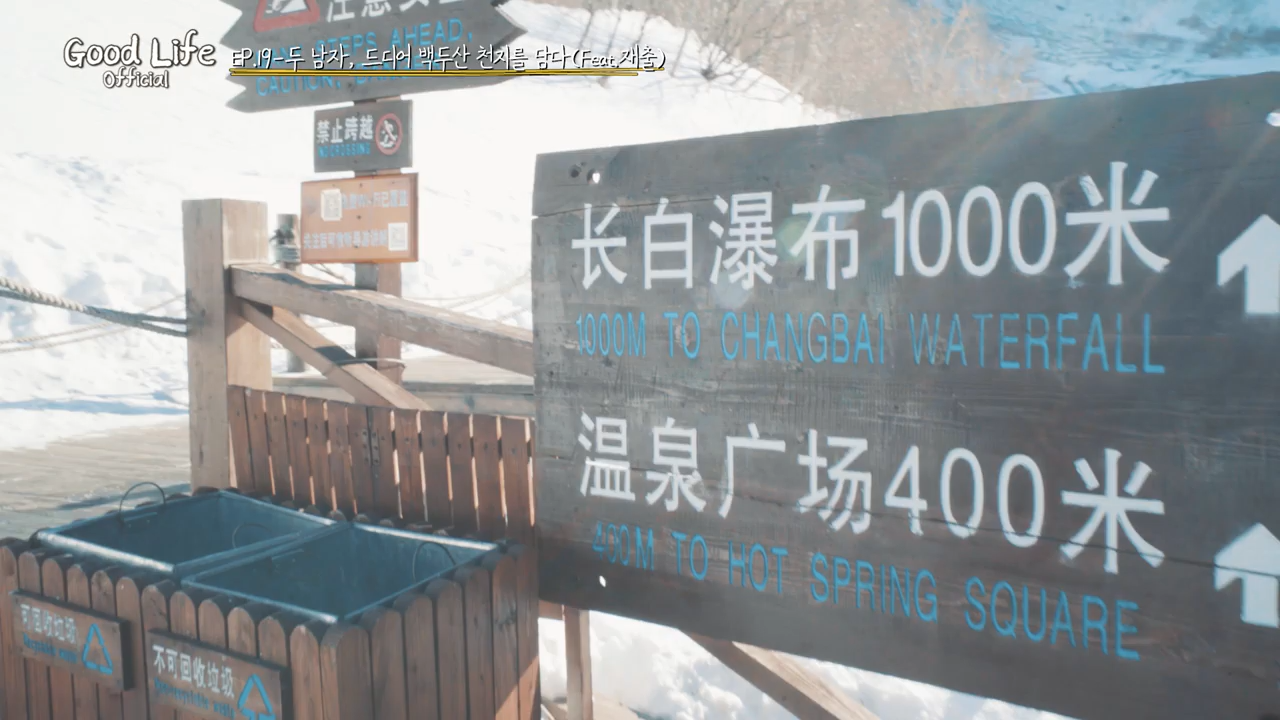 Good Life
Official
EP.19-두 남자, 드디어 백두산 천지를 담다(Feat.재출)
STEPS AHEAD,
禁止跨越
NO CROSSING
长白瀑布1000米
1000M TO CHANGBAI WATERFALL
温泉广场400米
400M TO HOT SPRING SQUARE
可回收垃圾
不可回收垃圾